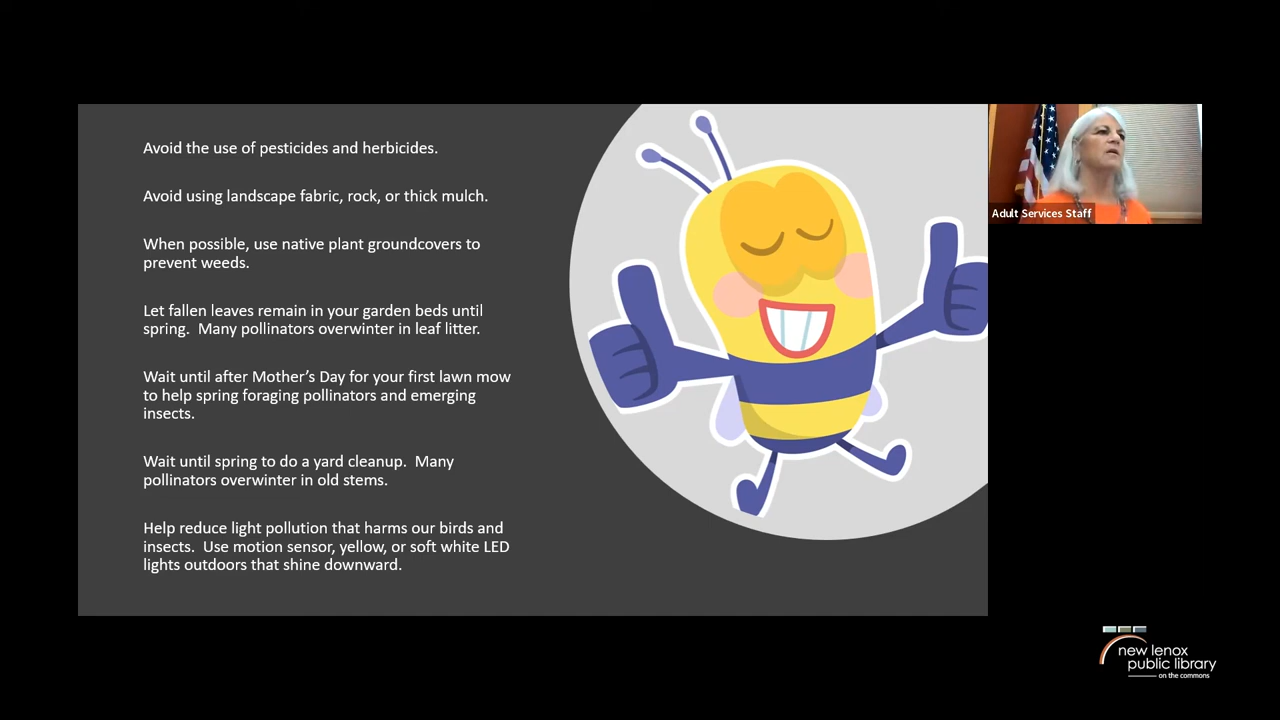 Avoid the use of pesticides and herbicides.
Avoid using landscape fabric, rock, or thick mulch.
When possible, use native plant groundcovers to
prevent weeds.
Let fallen leaves remain in your garden beds until
spring.  Many pollinators overwinter in leaf litter.
Wait until after Mother’s Day for your first lawn mow
to help spring foraging pollinators and emerging
insects.
Wait until spring to do a yard cleanup.  Many
pollinators overwinter in old stems.
Help reduce light pollution that harms our birds and
insects.  Use motion sensor, yellow, or soft white LED
lights outdoors that shine downward.
Adult Services Staff
new lenox
public library
on the commons